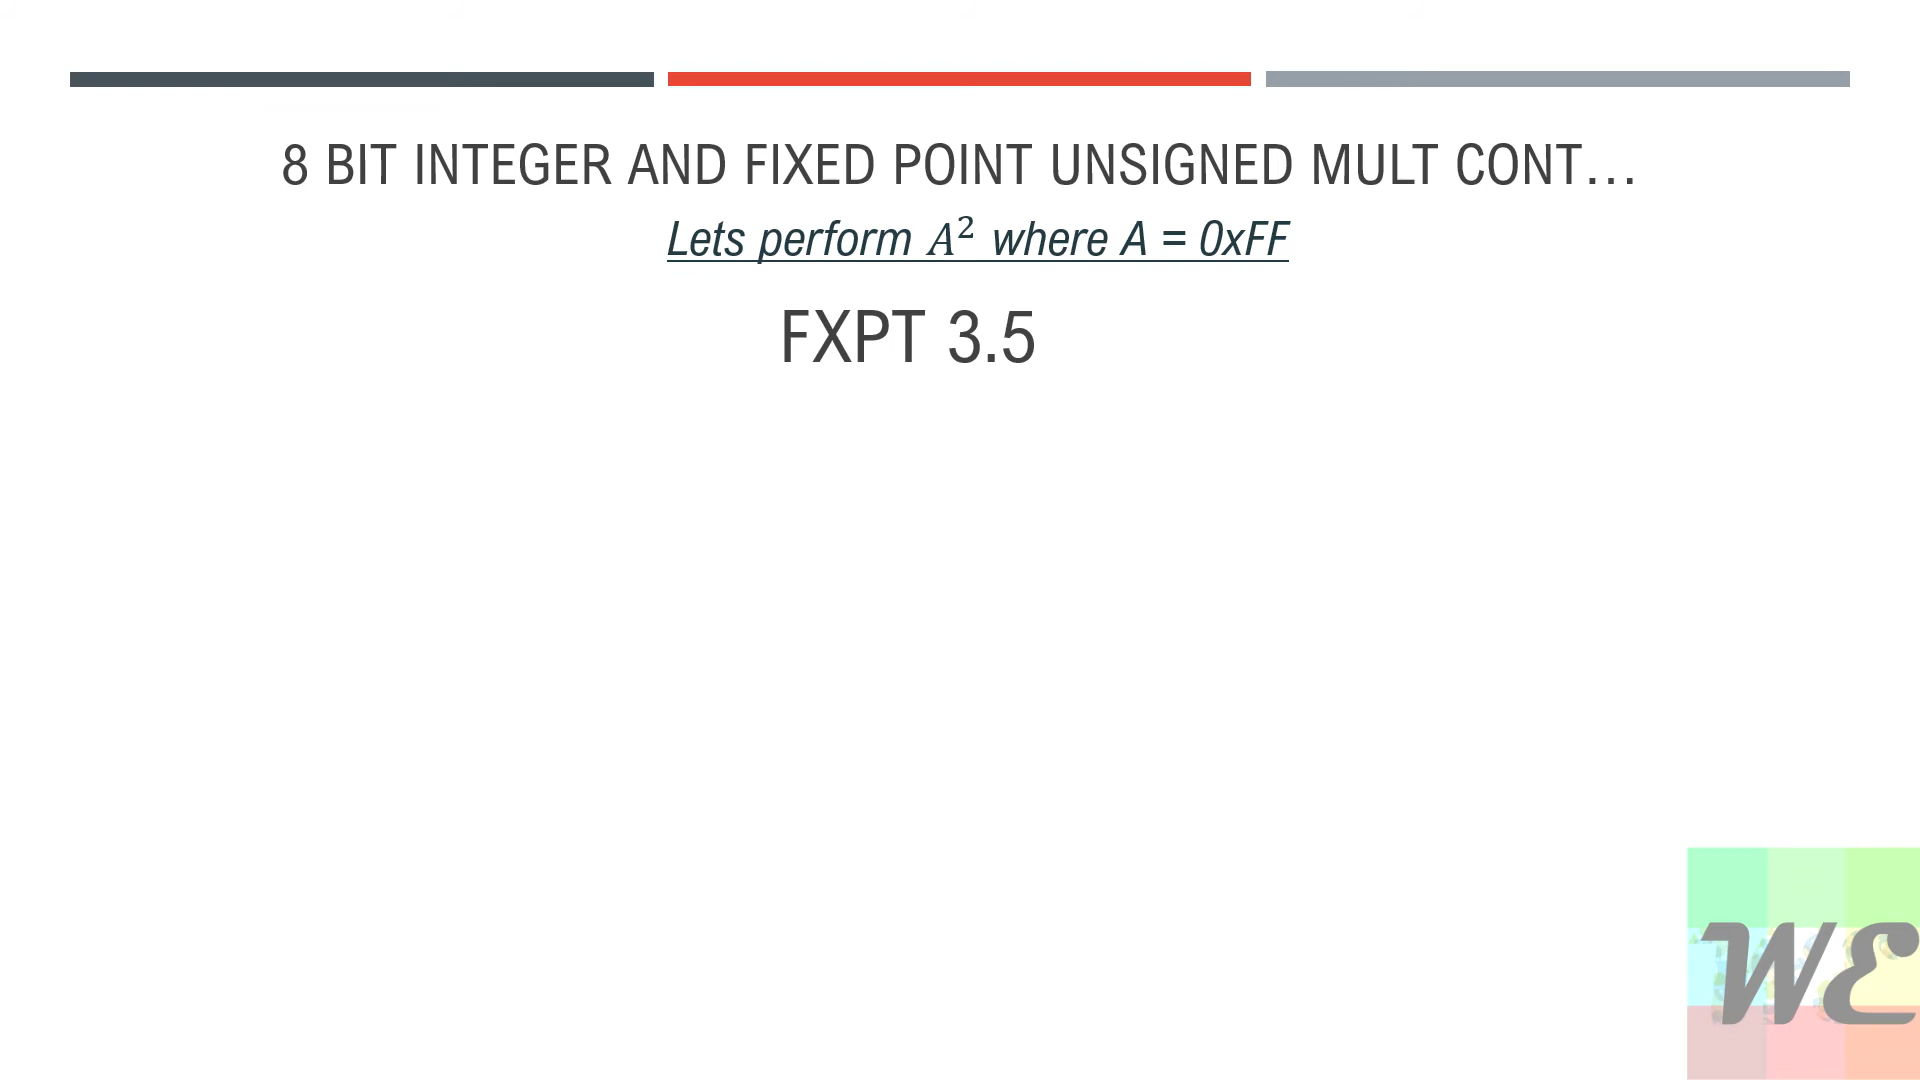 8 BIT INTEGER AND FIXED POINT UNSIGNED MULT CONT…
Lets perform A² where A = 0xFF
FXPT 3.5
WE